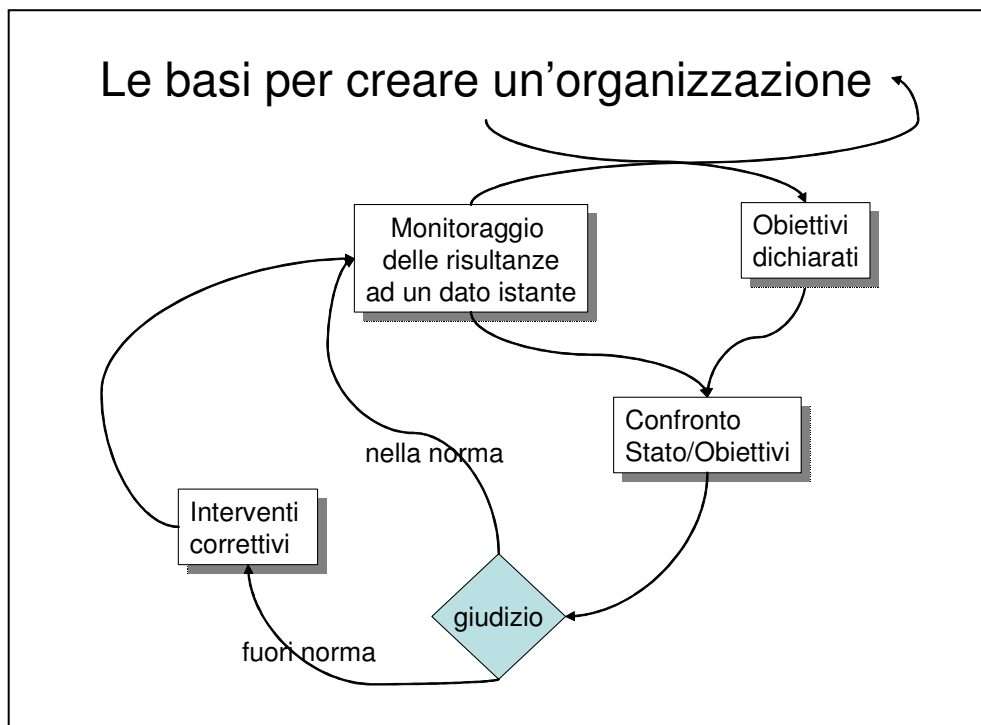 Le basi per creare un’organizzazione
Monitoraggio
delle risultanze
ad un dato istante
Obiettivi
dichiarati
Confronto
Stato/Obiettivi
nella norma
Interventi
correttivi
giudizio
fuori norma